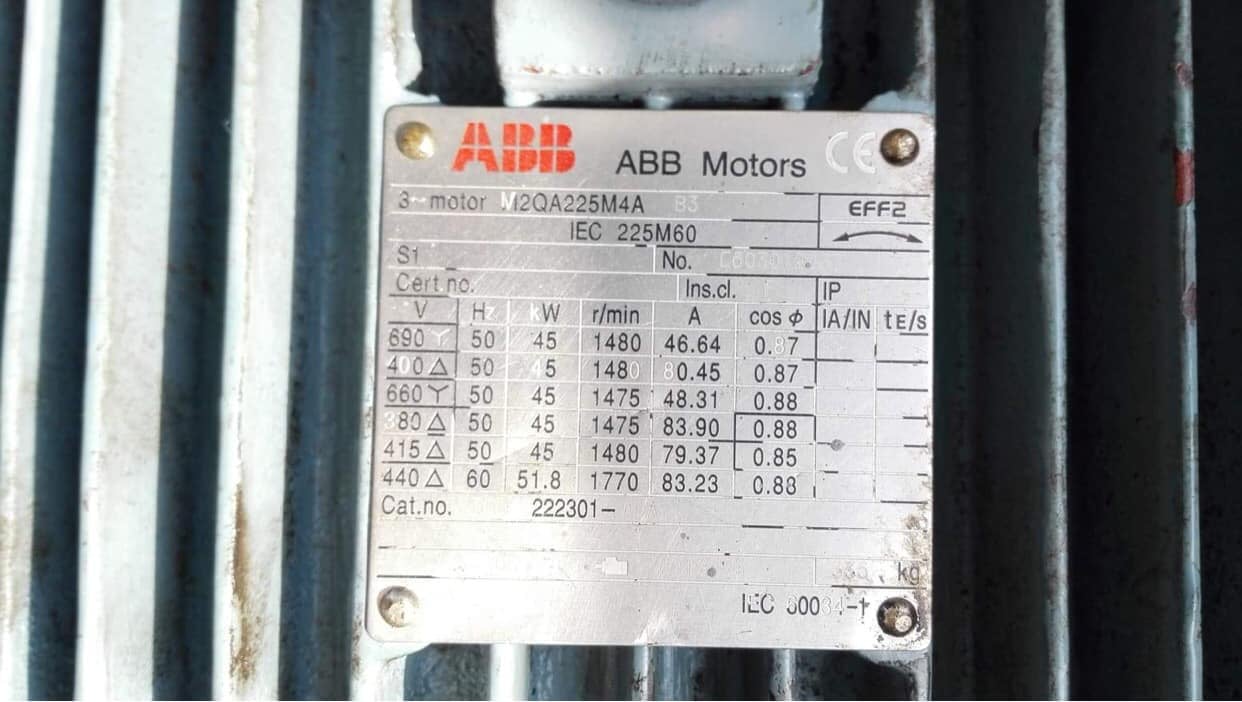 ABB ABB Motors CE
3~motor M2QA225M4A B3 EFF2
IEC 225M60
S1 No.
Cert.no. Ins.cl. IP
V Hz kW r/min A cos φ IA/IN tE/s
690 Y 50 45 1480 46.64 0.87
400 Δ 50 45 1480 80.45 0.87
660 Y 50 45 1475 48.31 0.88
380 Δ 50 45 1475 83.90 0.88
415 Δ 50 45 1480 79.37 0.85
440 Δ 60 51.8 1770 83.23 0.88
Cat.no. 222301-
kg
IEC 60034-1